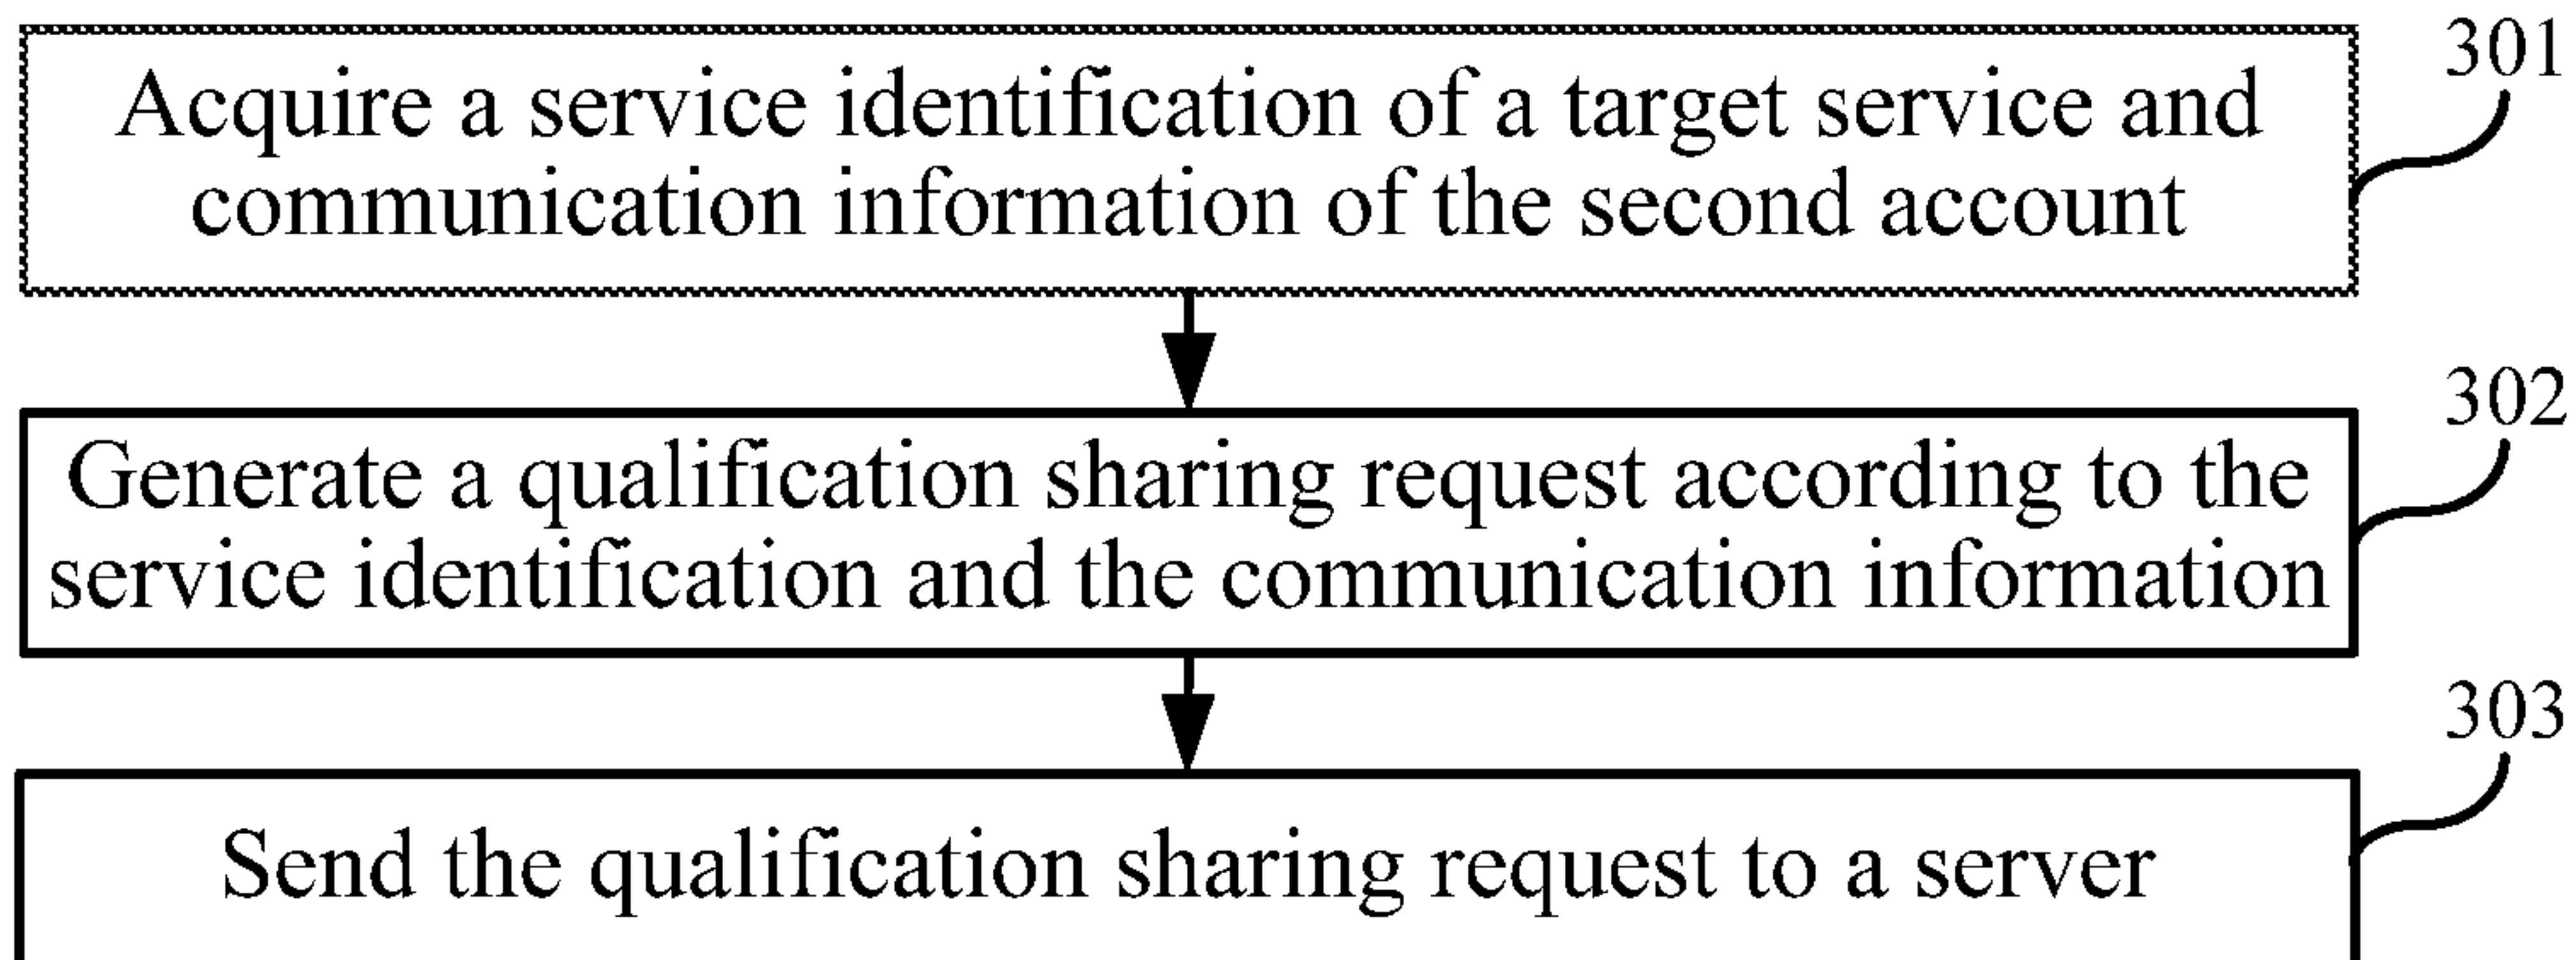 301
Acquire a service identification of a target service and
communication information of the second account
302
Generate a qualification sharing request according to the
service identification and the communication information
303
Send the qualification sharing request to a server